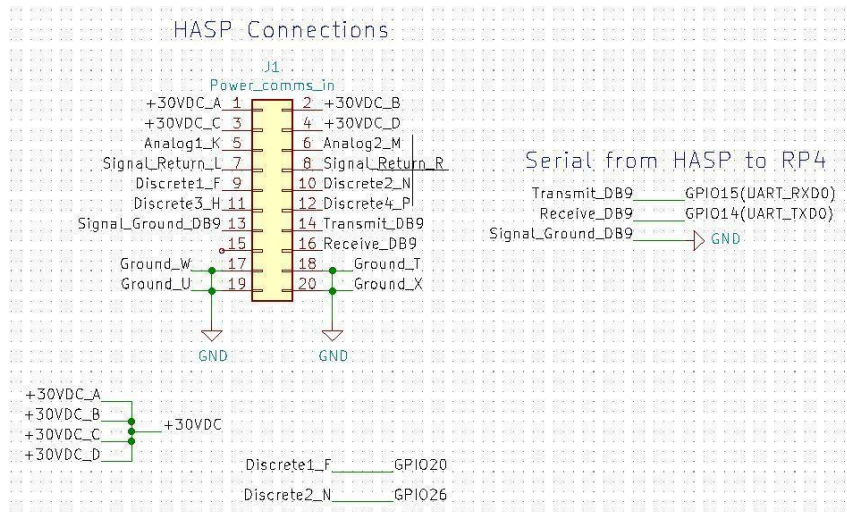 HASP Connections
J1
Power_comms_in
+30VDC_A 1 2 +30VDC_B
+30VDC_C 3 4 +30VDC_D
Analog1_K 5 6 Analog2_M
Signal_Return_L 7 8 Signal_Return_R
Discrete1_F 9 10 Discrete2_N
Discrete3_H 11 12 Discrete4_P
Signal_Ground_DB9 13 14 Transmit_DB9
15 16 Receive_DB9
Ground_W 17 18 Ground_T
Ground_U 19 20 Ground_X
GND GND
Serial from HASP to RP4
Transmit_DB9 GPIO15(UART_RXD0)
Receive_DB9 GPIO14(UART_TXD0)
Signal_Ground_DB9 GND
+30VDC_A
+30VDC_B
+30VDC
+30VDC_C
+30VDC_D
Discrete1_F GPIO20
Discrete2_N GPIO26